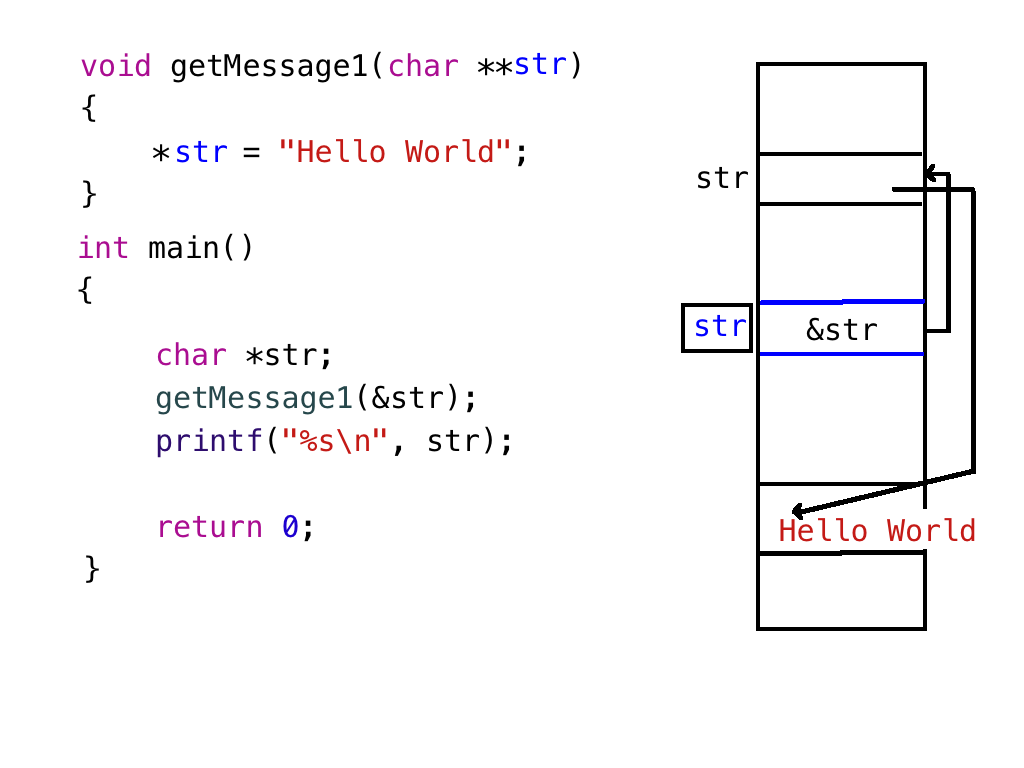 void getMessage1(char **str)
{
    *str = "Hello World";
}
int main()
{
    char *str;
    getMessage1(&str);
    printf("%s\n", str);
    return 0;
}
str
str
&str
Hello World